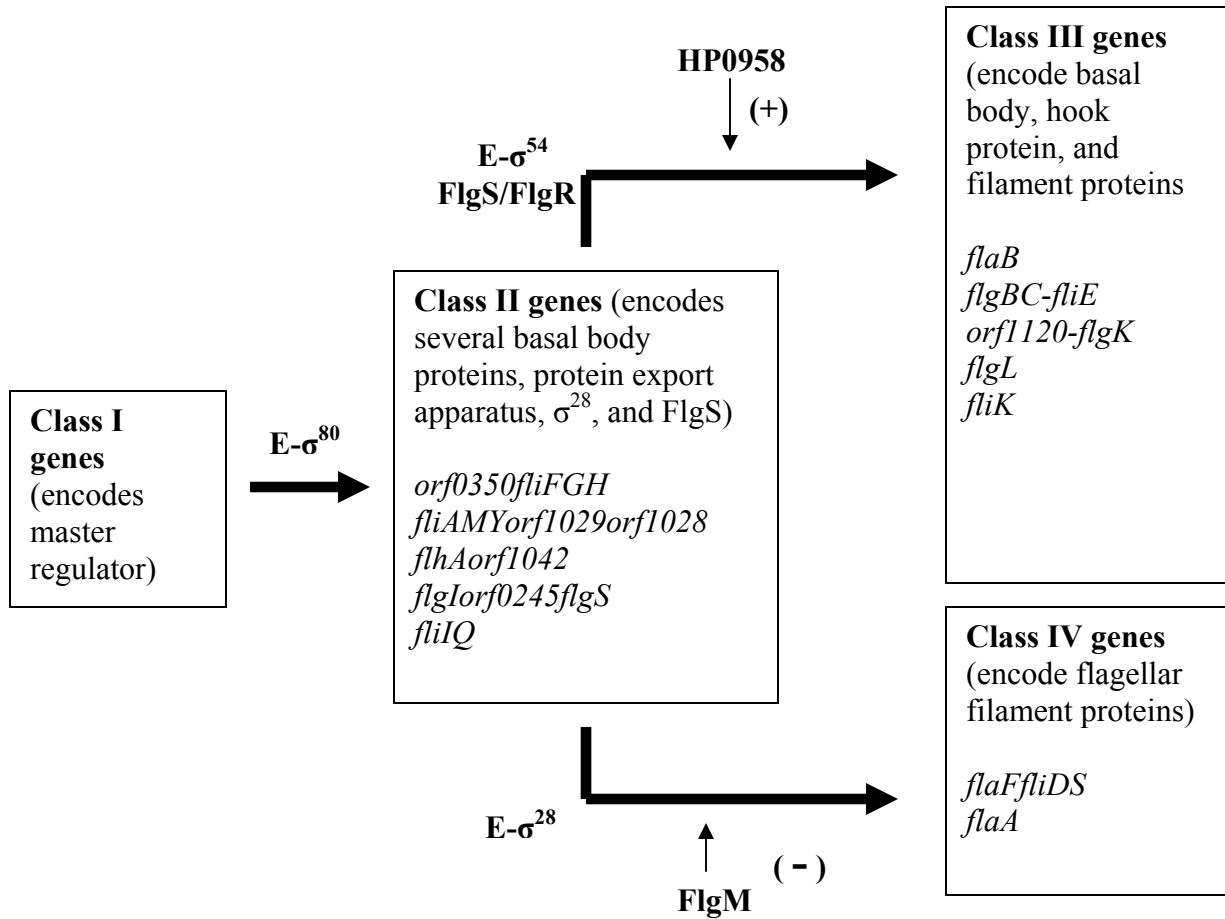 Class I
genes
(encodes
master
regulator)
E-σ⁸⁰
Class II genes (encodes
several basal body
proteins, protein export
apparatus, σ²⁸, and FlgS)
orf0350fliFGH
fliAMYorf1029orf1028
flhAorf1042
flgIorf0245flgS
fliIQ
E-σ⁵⁴
FlgS/FlgR
HP0958
(+)
Class III genes
(encode basal
body, hook
protein, and
filament proteins
flaB
flgBC-fliE
orf1120-flgK
flgL
fliK
E-σ²⁸
FlgM
( - )
Class IV genes
(encode flagellar
filament proteins)
flaFfliDS
flaA